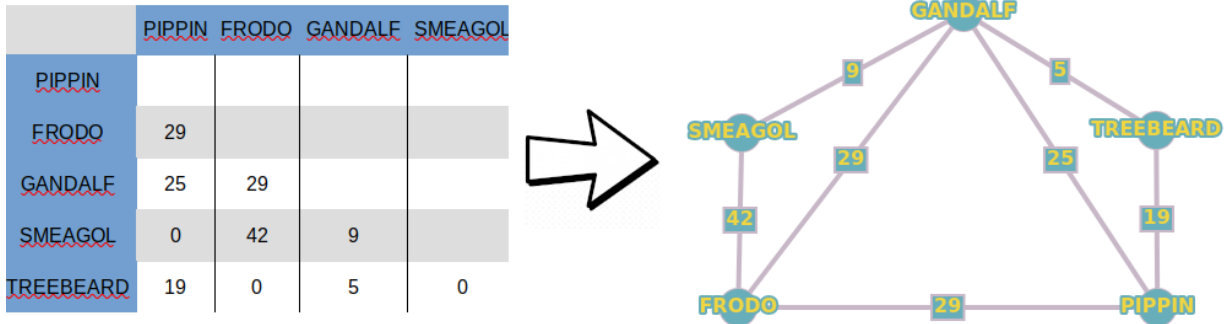 PIPPIN FRODO GANDALF SMEAGOL
PIPPIN
FRODO 29
GANDALF 25 29
SMEAGOL 0 42 9
TREEBEARD 19 0 5 0
GANDALF
9 5
SMEAGOL TREEBEARD
29 25
42 19
FRODO 29 PIPPIN